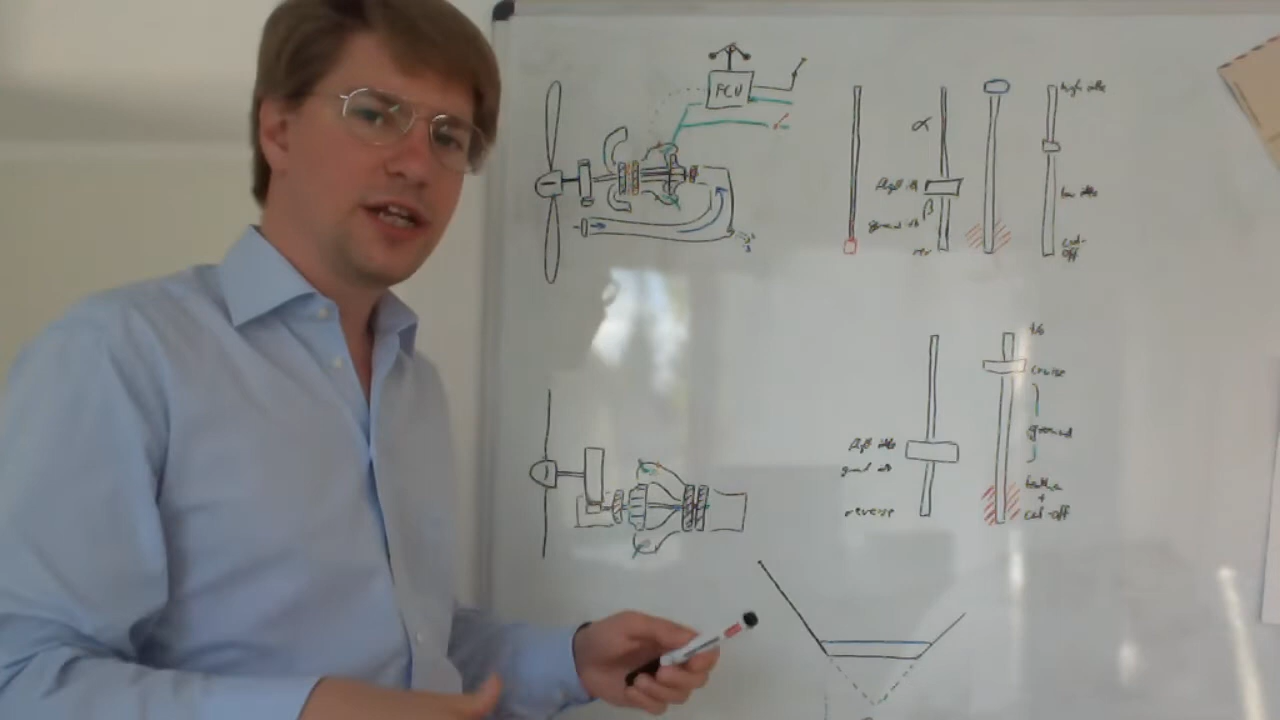 FCU
high idle
α
flight idle
low idle
β
ground idle
rev
cut-
off
to
cruise
flight idle
ground
ground idle
reverse
feather
+
cut-off